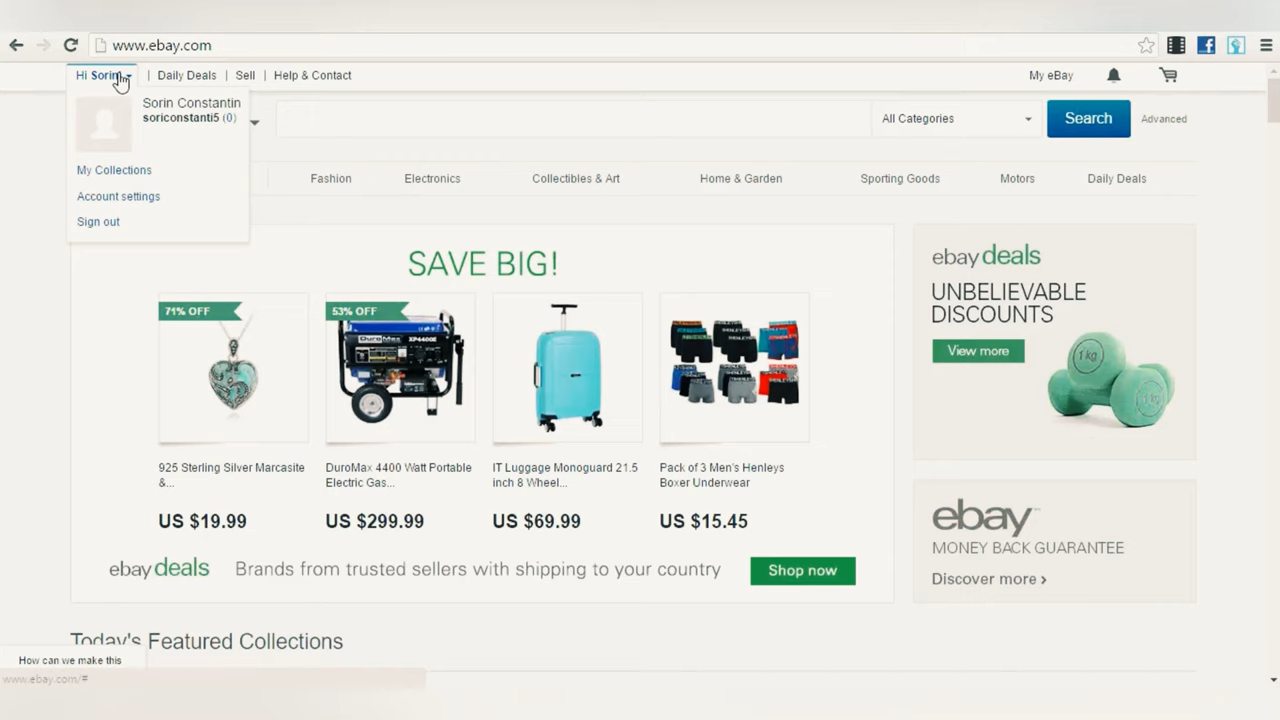 www.ebay.com
Hi Sorin
Daily Deals
Sell
Help & Contact
My eBay
Sorin Constantin
soriconstanti5 (0)
My Collections
Account settings
Sign out
All Categories
Search
Advanced
Fashion
Electronics
Collectibles & Art
Home & Garden
Sporting Goods
Motors
Daily Deals
SAVE BIG!
71% OFF
53% OFF
DUROMAX
XP4400E
925 Sterling Silver Marcasite
&...
US $19.99
DuroMax 4400 Watt Portable
Electric Gas...
US $299.99
IT Luggage Monoguard 21.5
inch 8 Wheel...
US $69.99
Pack of 3 Men's Henleys
Boxer Underwear
US $15.45
ebay deals
Brands from trusted sellers with shipping to your country
Shop now
ebay deals
UNBELIEVABLE
DISCOUNTS
View more
1 kg
1 kg
ebay™
MONEY BACK GUARANTEE
Discover more ›
Today's Featured Collections
How can we make this
www.ebay.com/#